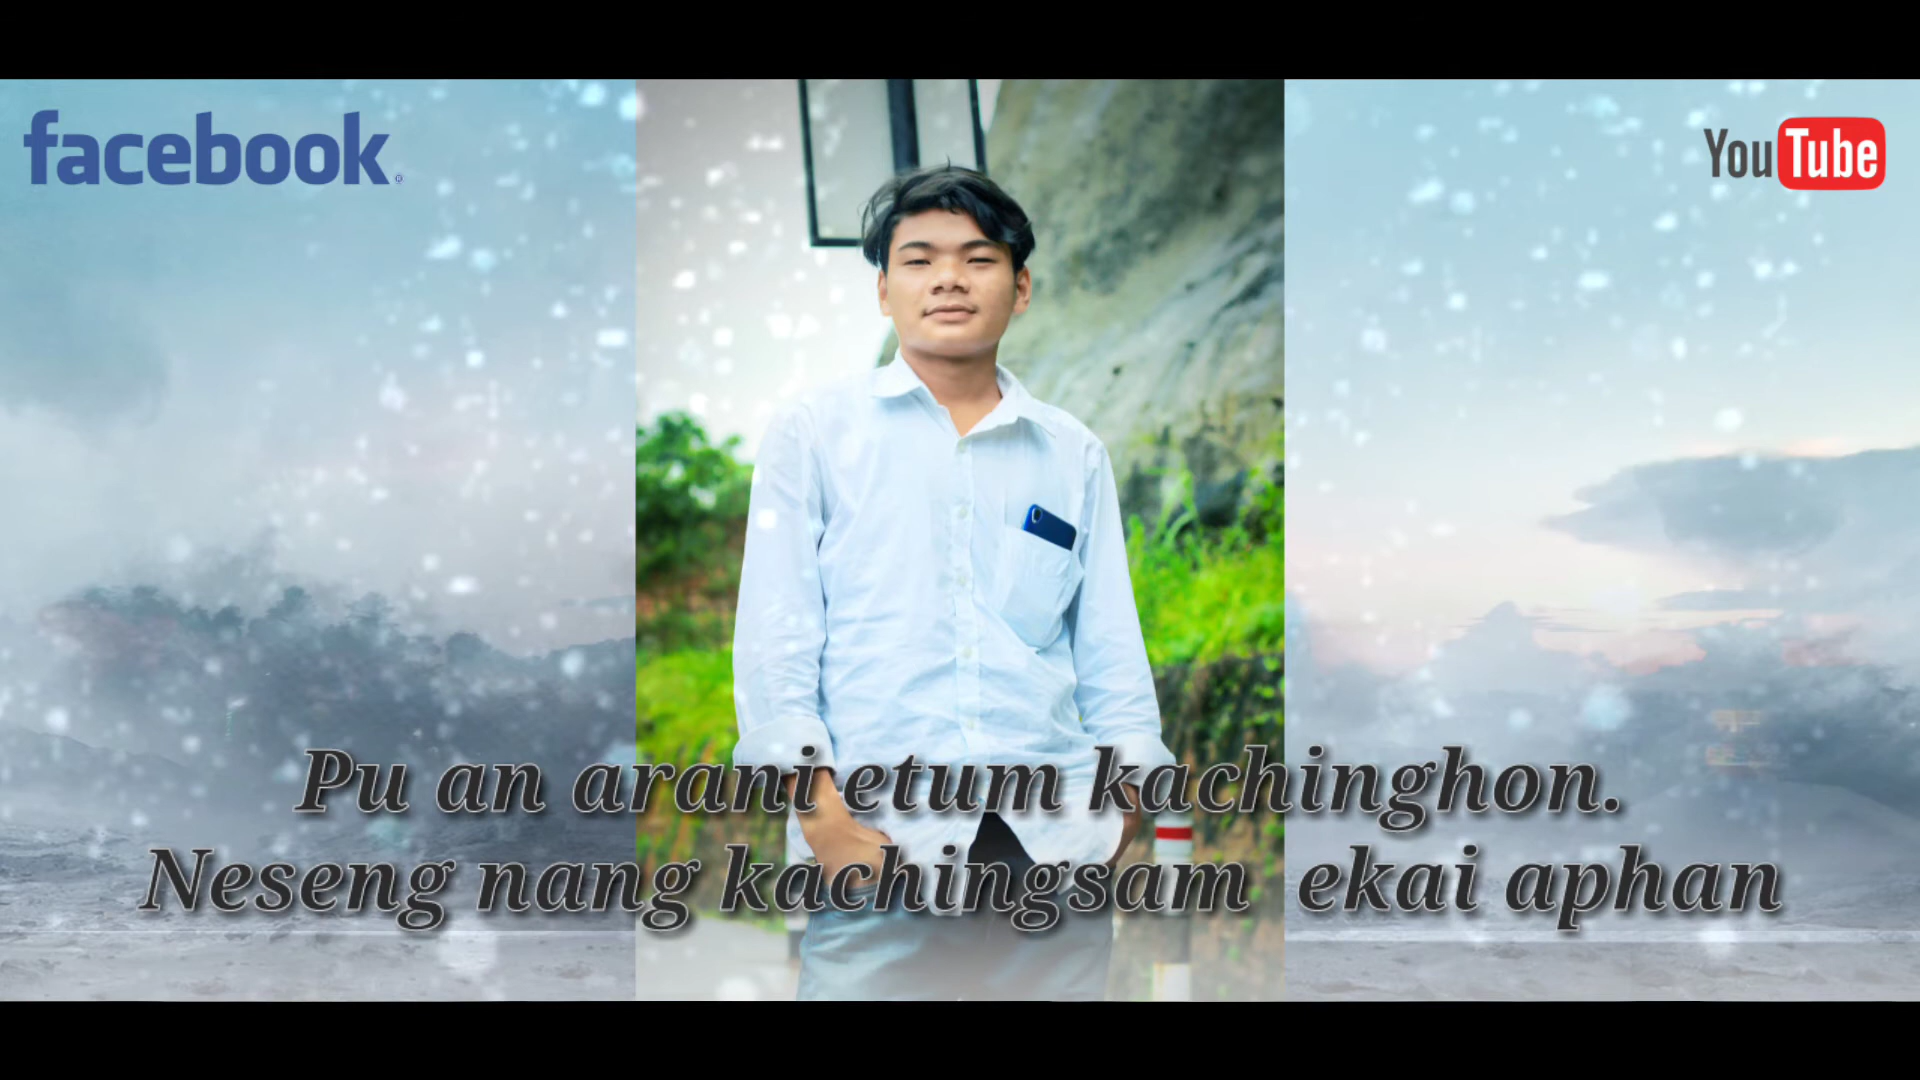 facebook
YouTube
Pu an arani etum kachinghon.
Neseng nang kachingsam ekai aphan